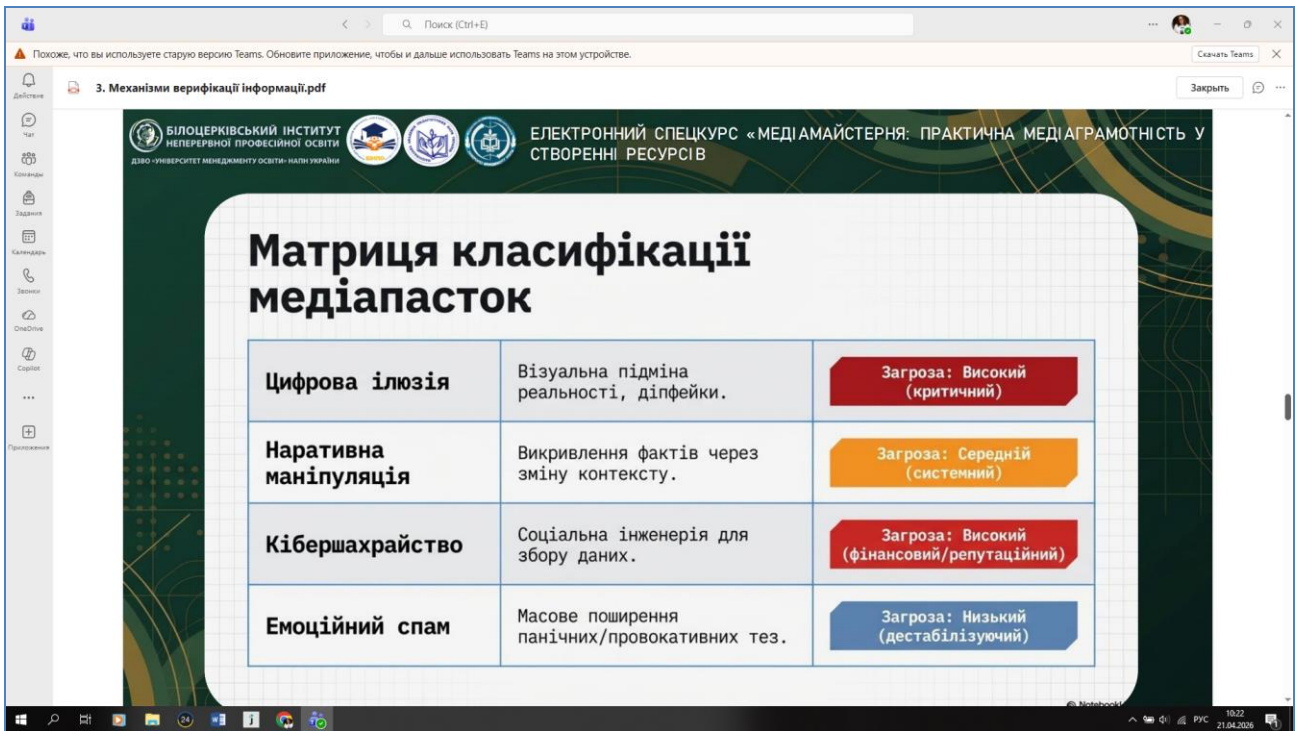 Поиск (Ctrl+E)
Похоже, что вы используете старую версию Teams. Обновите приложение, чтобы и дальше использовать Teams на этом устройстве.
Скачать Teams
Действие
Чат
Команды
Задания
Календарь
Звонки
OneDrive
Copilot
Приложения
3. Механізми верифікації інформації.pdf
Закрыть
БІЛОЦЕРКІВСЬКИЙ ІНСТИТУТ
НЕПЕРЕРВНОЇ ПРОФЕСІЙНОЇ ОСВІТИ
ДЗВО «УНІВЕРСИТЕТ МЕНЕДЖМЕНТУ ОСВІТИ» НАПН УКРАЇНИ
ЕЛЕКТРОННИЙ СПЕЦКУРС «МЕДІАМАЙСТЕРНЯ: ПРАКТИЧНА МЕДІАГРАМОТНІСТЬ У
СТВОРЕННІ РЕСУРСІВ
Матриця класифікації
медіапасток
Цифрова ілюзія
Візуальна підміна
реальності, діпфейки.
Загроза: Високий
(критичний)
Наративна
маніпуляція
Викривлення фактів через
зміну контексту.
Загроза: Середній
(системний)
Кібершахрайство
Соціальна інженерія для
збору даних.
Загроза: Високий
(фінансовий/репутаційний)
Емоційний спам
Масове поширення
панічних/провокативних тез.
Загроза: Низький
(дестабілізуючий)
24
РУС
10:22
21.04.2026